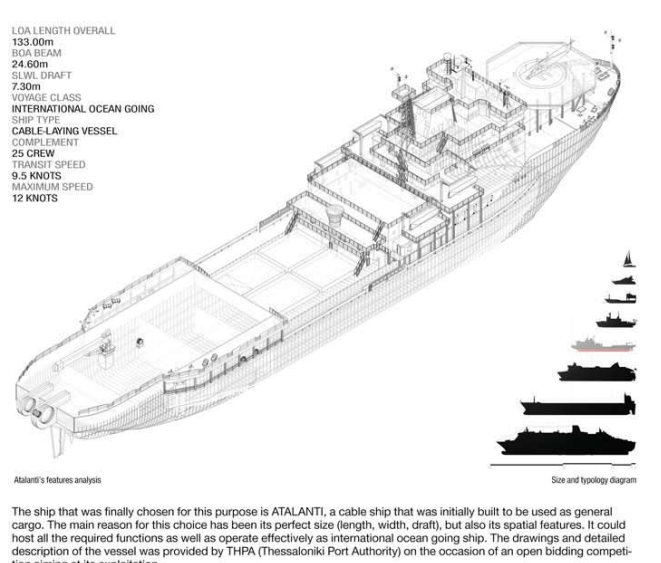 LOA LENGTH OVERALL
133.00m
BOA BEAM
24.60m
SLWL DRAFT
7.30m
VOYAGE CLASS
INTERNATIONAL OCEAN GOING
SHIP TYPE
CABLE-LAYING VESSEL
COMPLEMENT
25 CREW
TRANSIT SPEED
9.5 KNOTS
MAXIMUM SPEED
12 KNOTS
Atalanti's features analysis
Size and typology diagram
The ship that was finally chosen for this purpose is ATALANTI, a cable ship that was initially built to be used as general
cargo. The main reason for this choice has been its perfect size (length, width, draft), but also its spatial features. It could
host all the required functions as well as operate effectively as international ocean going ship. The drawings and detailed
description of the vessel was provided by THPA (Thessaloniki Port Authority) on the occasion of an open bidding competi-